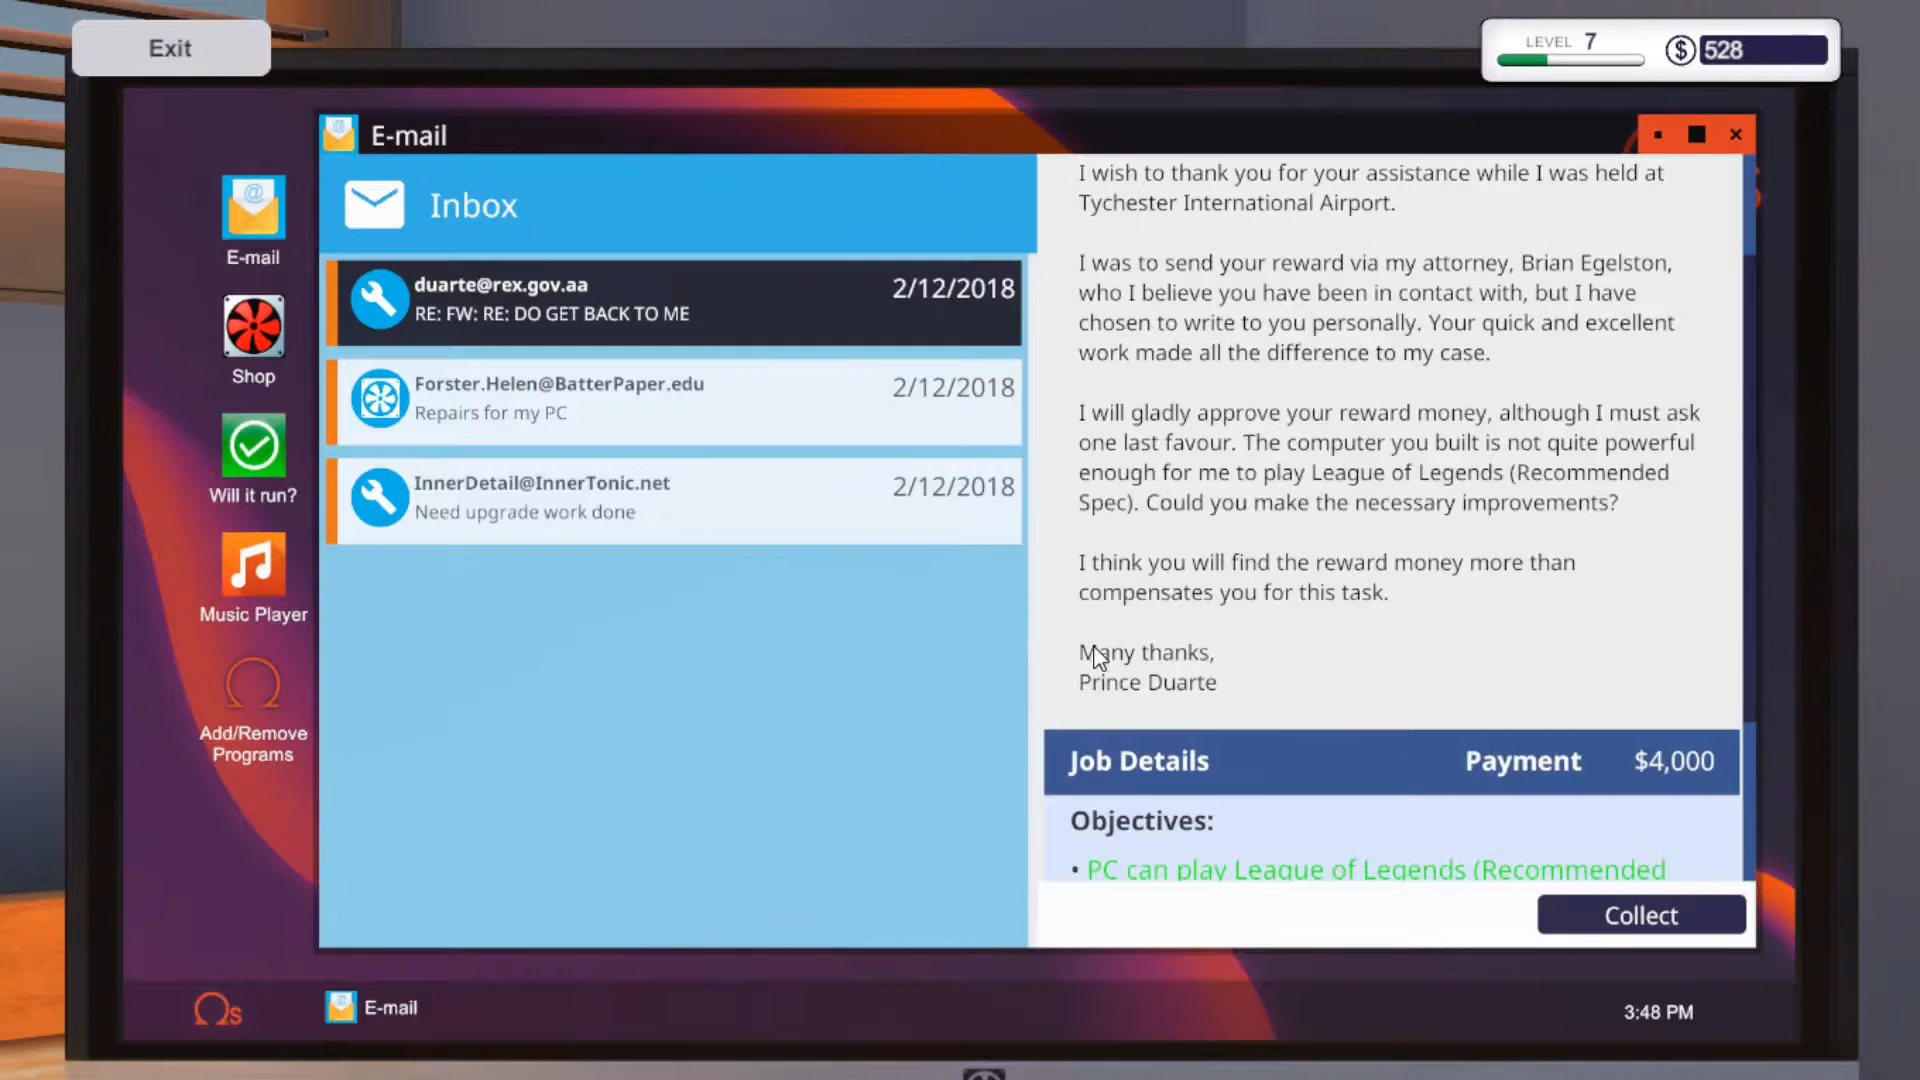 Exit
LEVEL 7
$ 528
E-mail
Inbox
duarte@rex.gov.aa
2/12/2018
RE: FW: RE: DO GET BACK TO ME
Forster.Helen@BatterPaper.edu
2/12/2018
Repairs for my PC
InnerDetail@InnerTonic.net
2/12/2018
Need upgrade work done
E-mail
Shop
Will it run?
Music Player
Add/Remove
Programs
I wish to thank you for your assistance while I was held at
Tychester International Airport.
I was to send your reward via my attorney, Brian Egelston,
who I believe you have been in contact with, but I have
chosen to write to you personally. Your quick and excellent
work made all the difference to my case.
I will gladly approve your reward money, although I must ask
one last favour. The computer you built is not quite powerful
enough for me to play League of Legends (Recommended
Spec). Could you make the necessary improvements?
I think you will find the reward money more than
compensates you for this task.
Many thanks,
Prince Duarte
Job Details Payment $4,000
Objectives:
• PC can play League of Legends (Recommended
Collect
Ωs
E-mail
3:48 PM